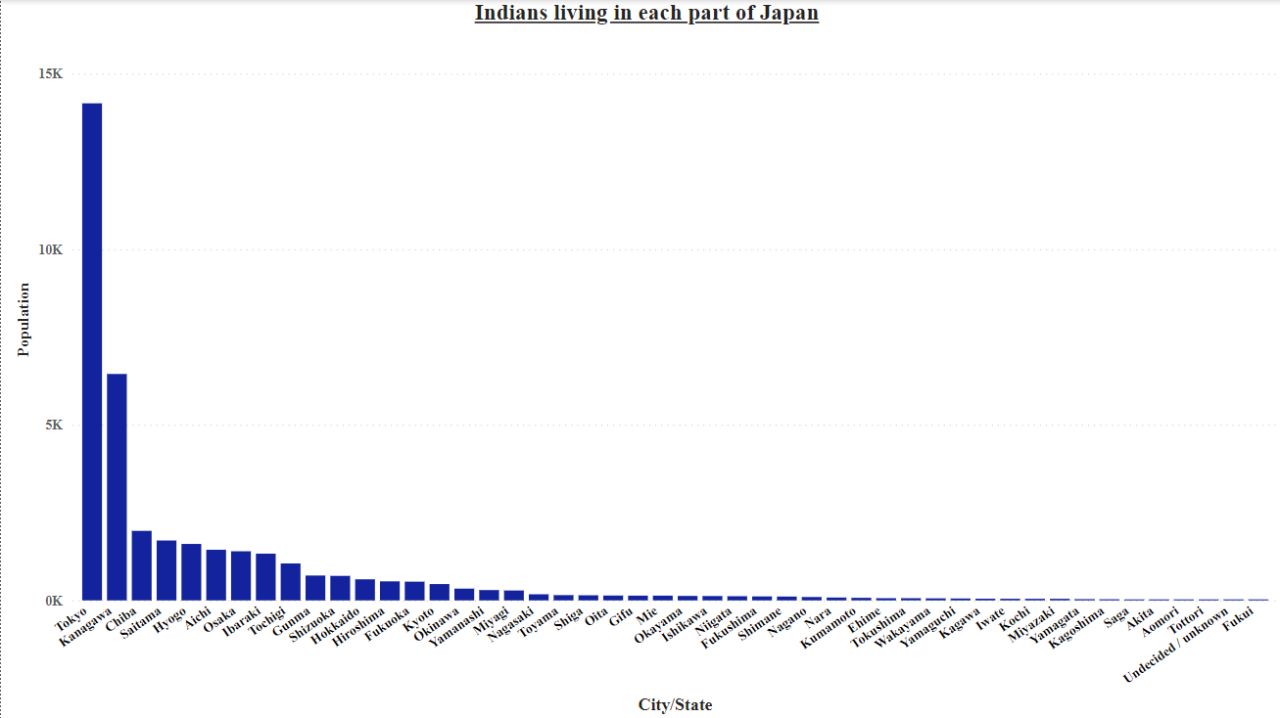 Indians living in each part of Japan
15K
10K
5K
0K
Population
Tokyo
Kanagawa
Chiba
Saitama
Hyogo
Aichi
Osaka
Ibaraki
Tochigi
Gunma
Shizuoka
Hokkaido
Hiroshima
Fukuoka
Kyoto
Okinawa
Yamanashi
Miyagi
Nagasaki
Toyama
Shiga
Oita
Gifu
Mie
Okayama
Ishikawa
Niigata
Fukushima
Shimane
Nagano
Nara
Kumamoto
Ehime
Tokushima
Wakayama
Yamaguchi
Kagawa
Iwate
Kochi
Miyazaki
Yamagata
Kagoshima
Saga
Akita
Aomori
Tottori
Undecided / unknown
Fukui
City/State